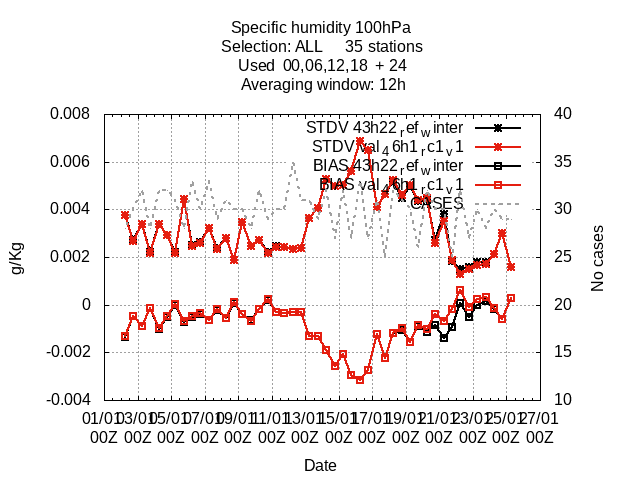 Specific humidity 100hPa
Selection: ALL 35 stations
Used 00,06,12,18 + 24
Averaging window: 12h
0.008
0.006
0.004
0.002
0
-0.002
-0.004
40
35
30
25
20
15
10
STDV 43h22refwinter
STDV val46h1rc1v1
BIAS 43h22refwinter
BIAS val46h1rc1v1
CASES
g/Kg
No cases
01/01 03/01 05/01 07/01 09/01 11/01 13/01 15/01 17/01 19/01 21/01 23/01 25/01 27/01
00Z 00Z 00Z 00Z 00Z 00Z 00Z 00Z 00Z 00Z 00Z 00Z 00Z 00Z
Date